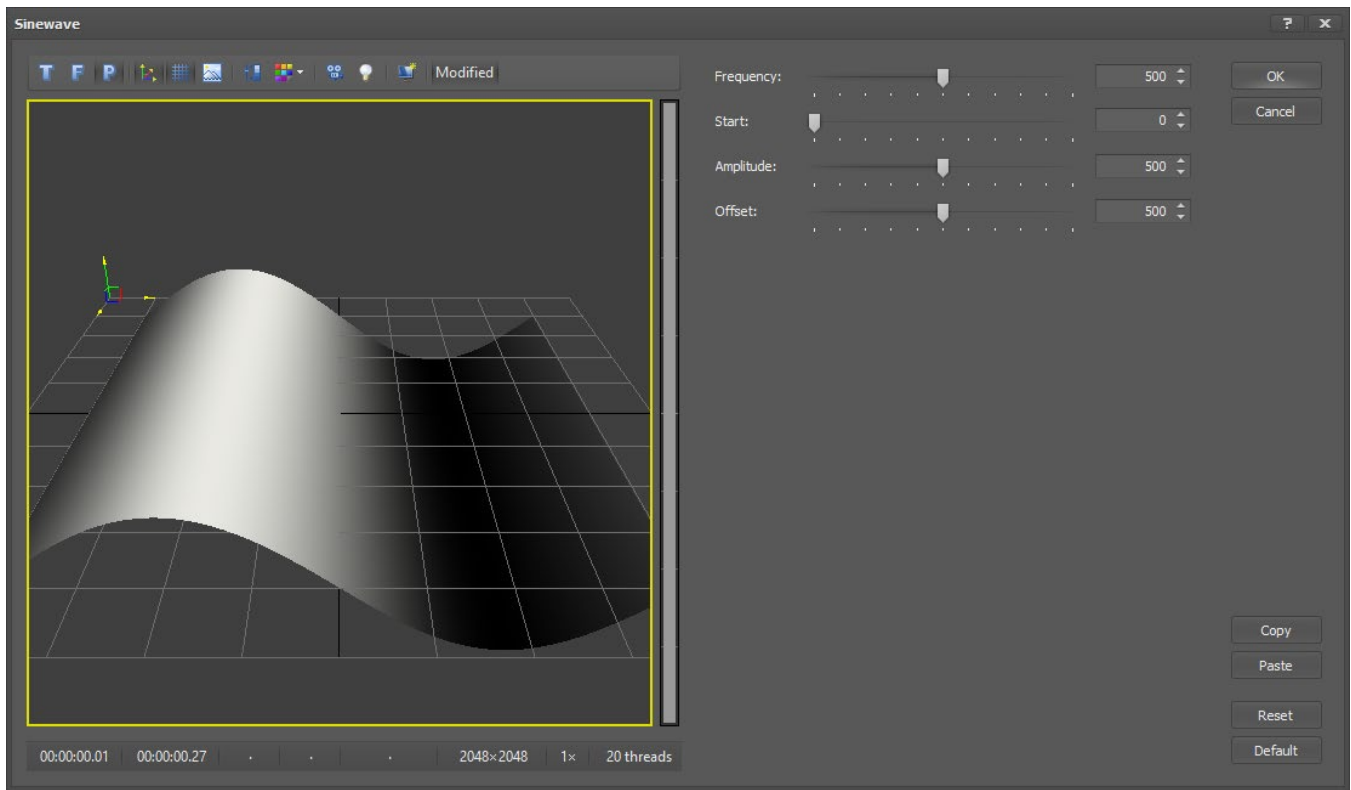 Sinewave
T F P Modified
Frequency: 500 OK
Start: 0 Cancel
Amplitude: 500
Offset: 500
Copy
Paste
Reset
Default
00:00:00.01 00:00:00.27 2048×2048 1× 20 threads